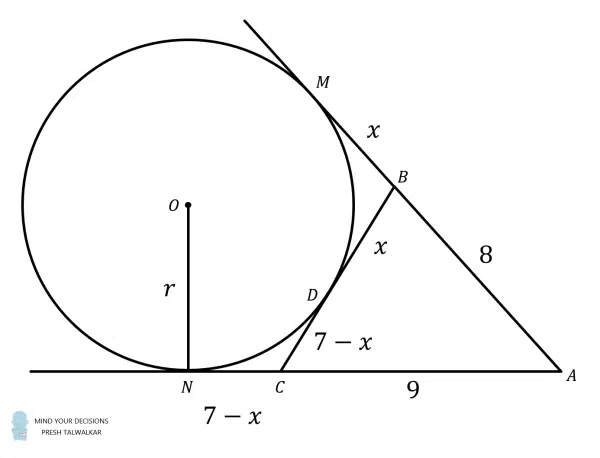 M
x
B
O
x
8
r
D
7 − x
N
C
9
A
7 − x
MIND YOUR DECISIONS
PRESH TALWALKAR